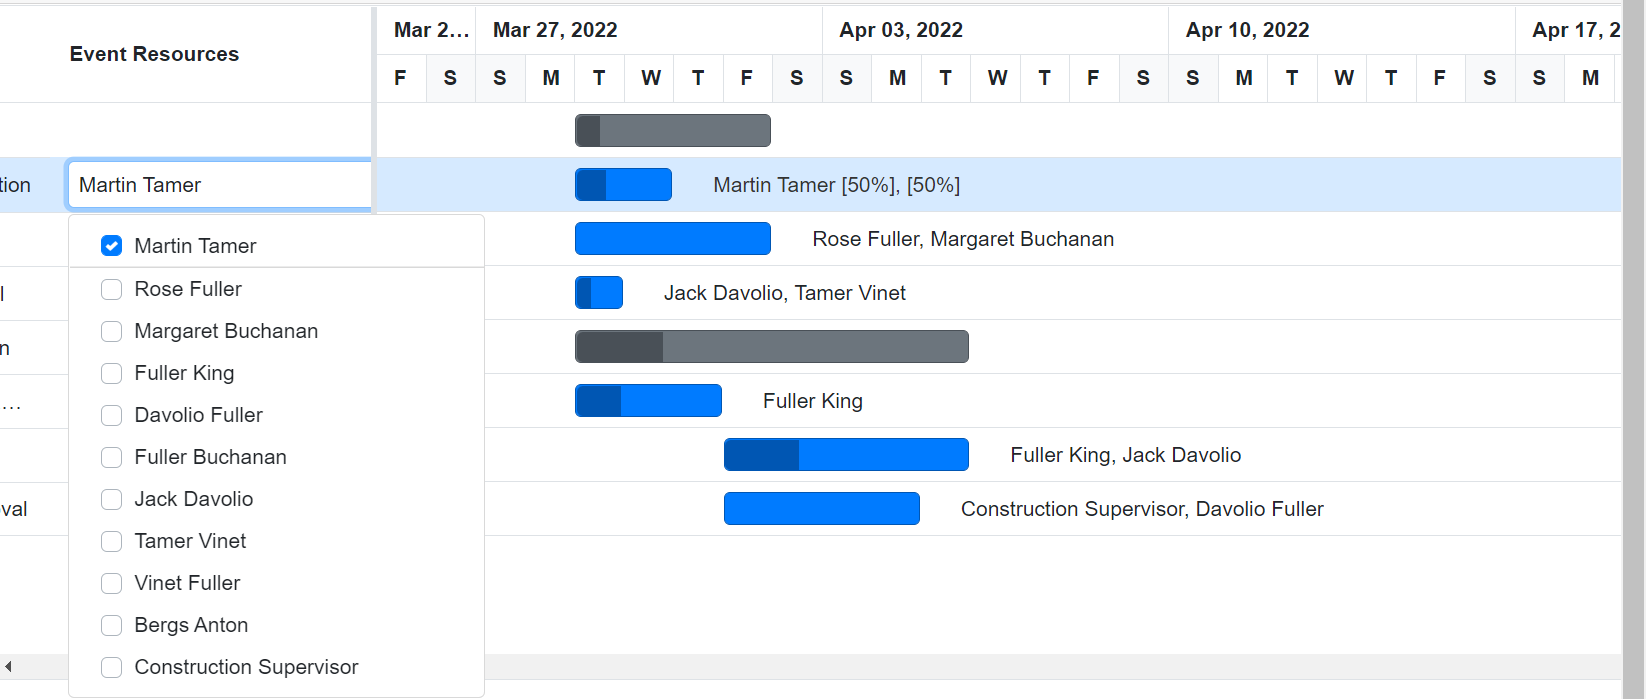 Event Resources
Mar 2... Mar 27, 2022 Apr 03, 2022 Apr 10, 2022 Apr 17, 2
F S S M T W T F S S M T W T F S S M T W T F S S M
tion Martin Tamer Martin Tamer [50%], [50%]
Martin Tamer
Rose Fuller, Margaret Buchanan
Rose Fuller
l Jack Davolio, Tamer Vinet
Margaret Buchanan
n
Fuller King
... Fuller King
Davolio Fuller
Fuller Buchanan Fuller King, Jack Davolio
Jack Davolio
val Construction Supervisor, Davolio Fuller
Tamer Vinet
Vinet Fuller
Bergs Anton
Construction Supervisor